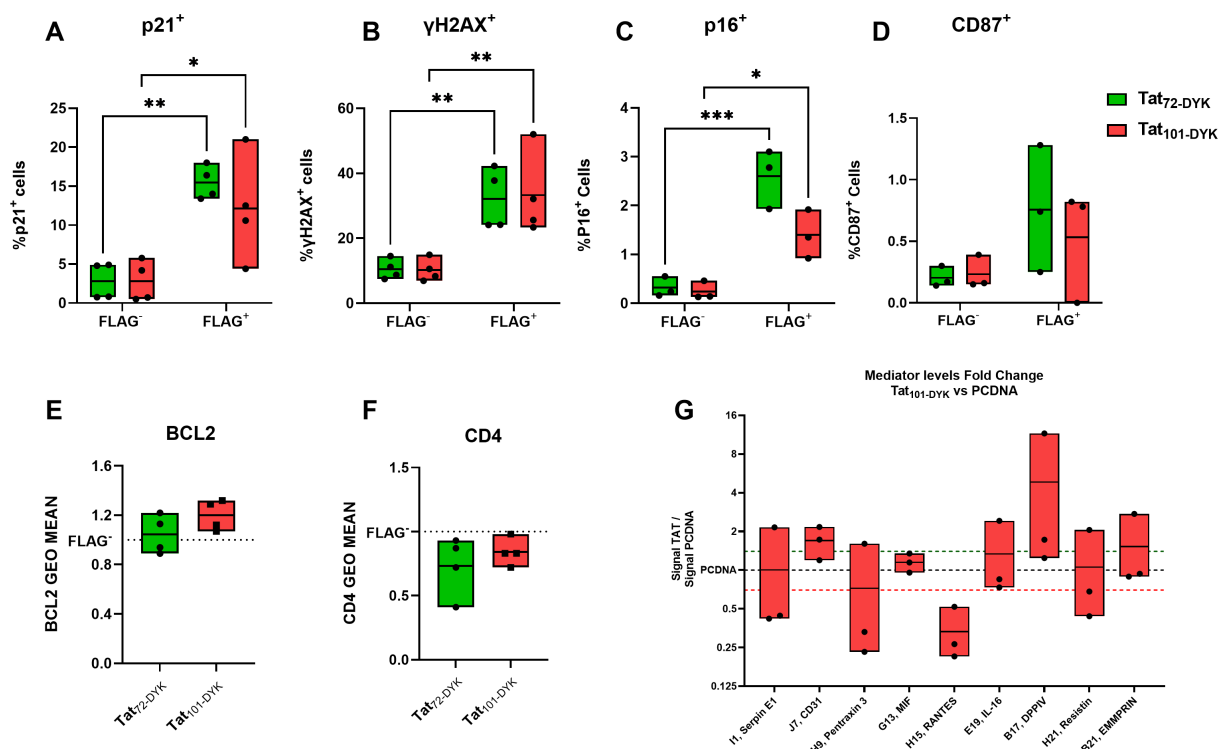 A
p21⁺
B
γH2AX⁺
C
p16⁺
D
CD87⁺
Tat72-DYK
Tat101-DYK
*
**
**
**
*
***
%p21⁺ cells
25
20
15
10
5
0
FLAG⁻
FLAG⁺
%γH2AX⁺ cells
60
40
20
0
FLAG⁻
FLAG⁺
%P16⁺ Cells
4
3
2
1
0
FLAG⁻
FLAG⁺
%CD87⁺ Cells
1.5
1.0
0.5
0.0
FLAG⁻
FLAG⁺
E
BCL2
BCL2 GEO MEAN
1.6
1.2
FLAG⁻
0.8
0.4
0.0
Tat72-DYK
Tat101-DYK
F
CD4
CD4 GEO MEAN
1.5
FLAG⁻
0.5
0.0
Tat72-DYK
Tat101-DYK
G
Mediator levels Fold Change
Tat101-DYK vs PCDNA
Signal TAT /
Signal PCDNA
16
8
4
2
PCDNA
0.5
0.25
0.125
I1, Serpin E1
J7, CD31
H9, Pentraxin 3
G13, MIF
H15, RANTES
E19, IL-16
B17, DPPIV
H21, Resistin
B21, EMMPRIN